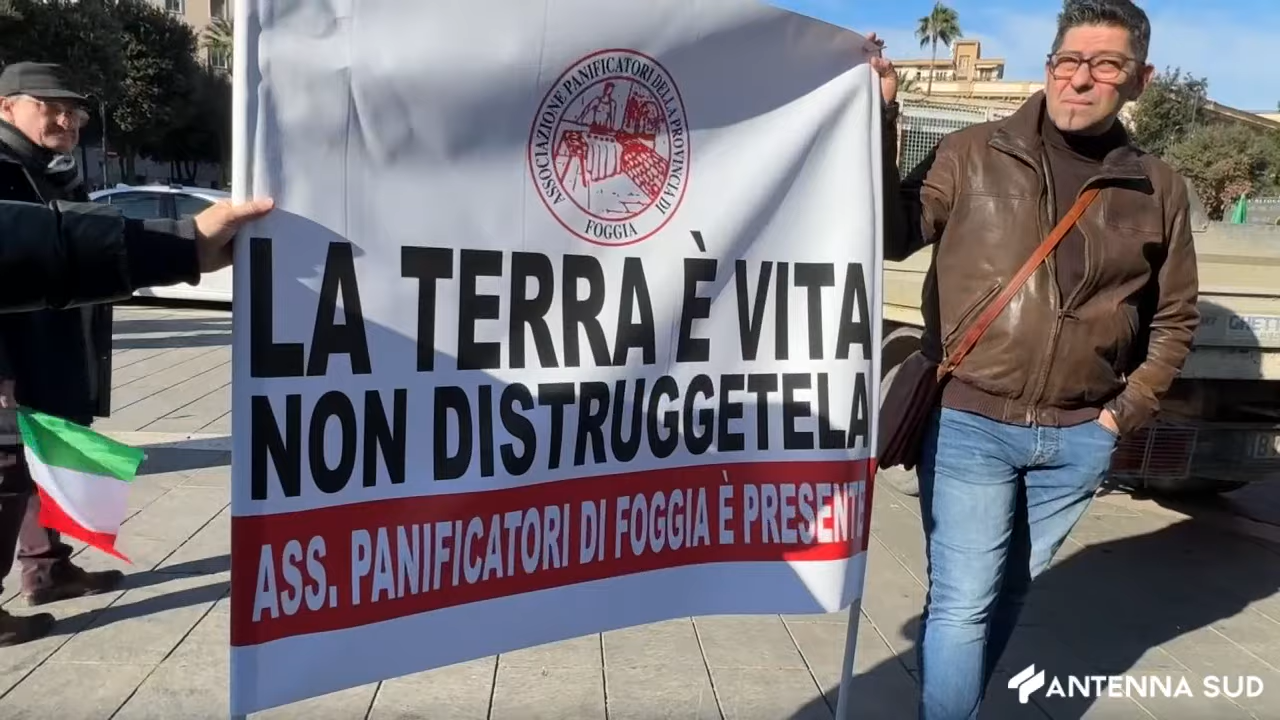 ASSOCIAZIONE PANIFICATORI DELLA PROVINCIA DI
FOGGIA
LA TERRA È VITA
NON DISTRUGGETELA
ASS. PANIFICATORI DI FOGGIA È PRESENTE
ANTENNA SUD